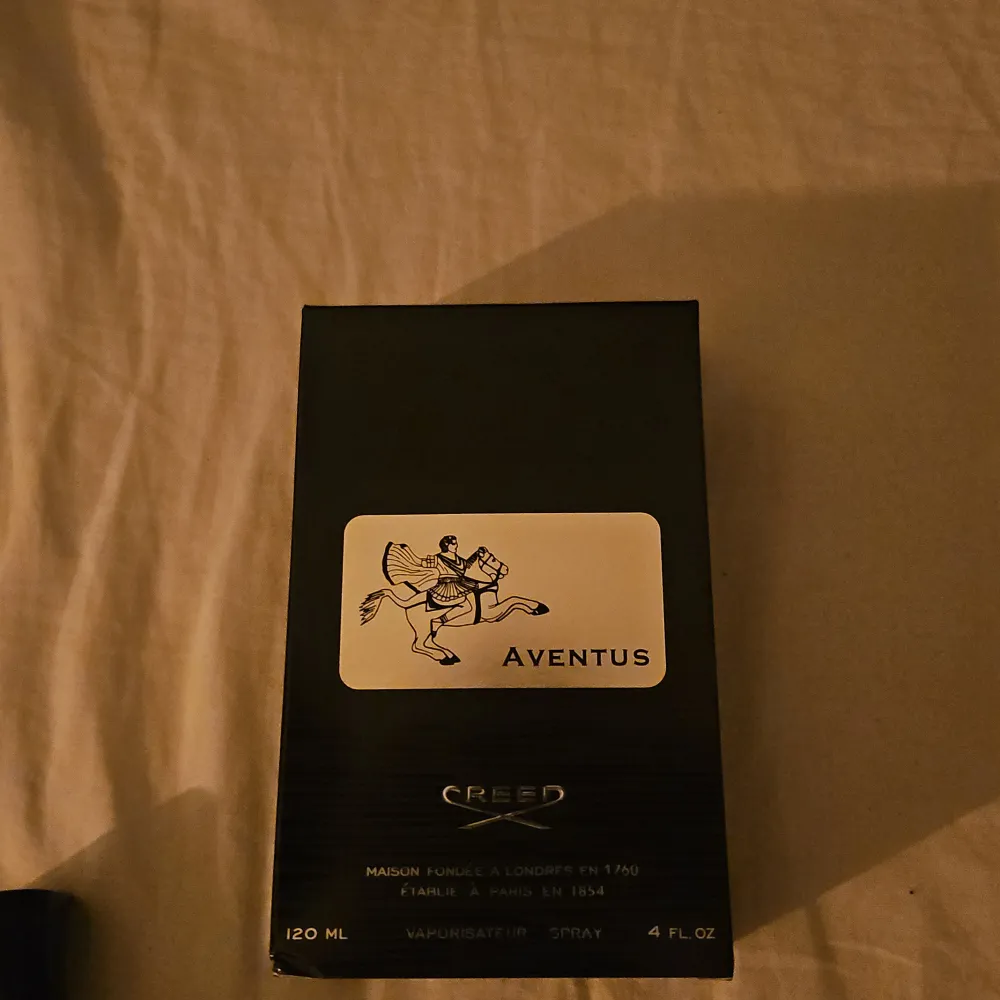 AVENTUS
CREED
MAISON FONDÉE A LONDRES EN 1760
ÉTABLIE À PARIS EN 1854
120 ML VAPORISATEUR SPRAY 4 FL. OZ